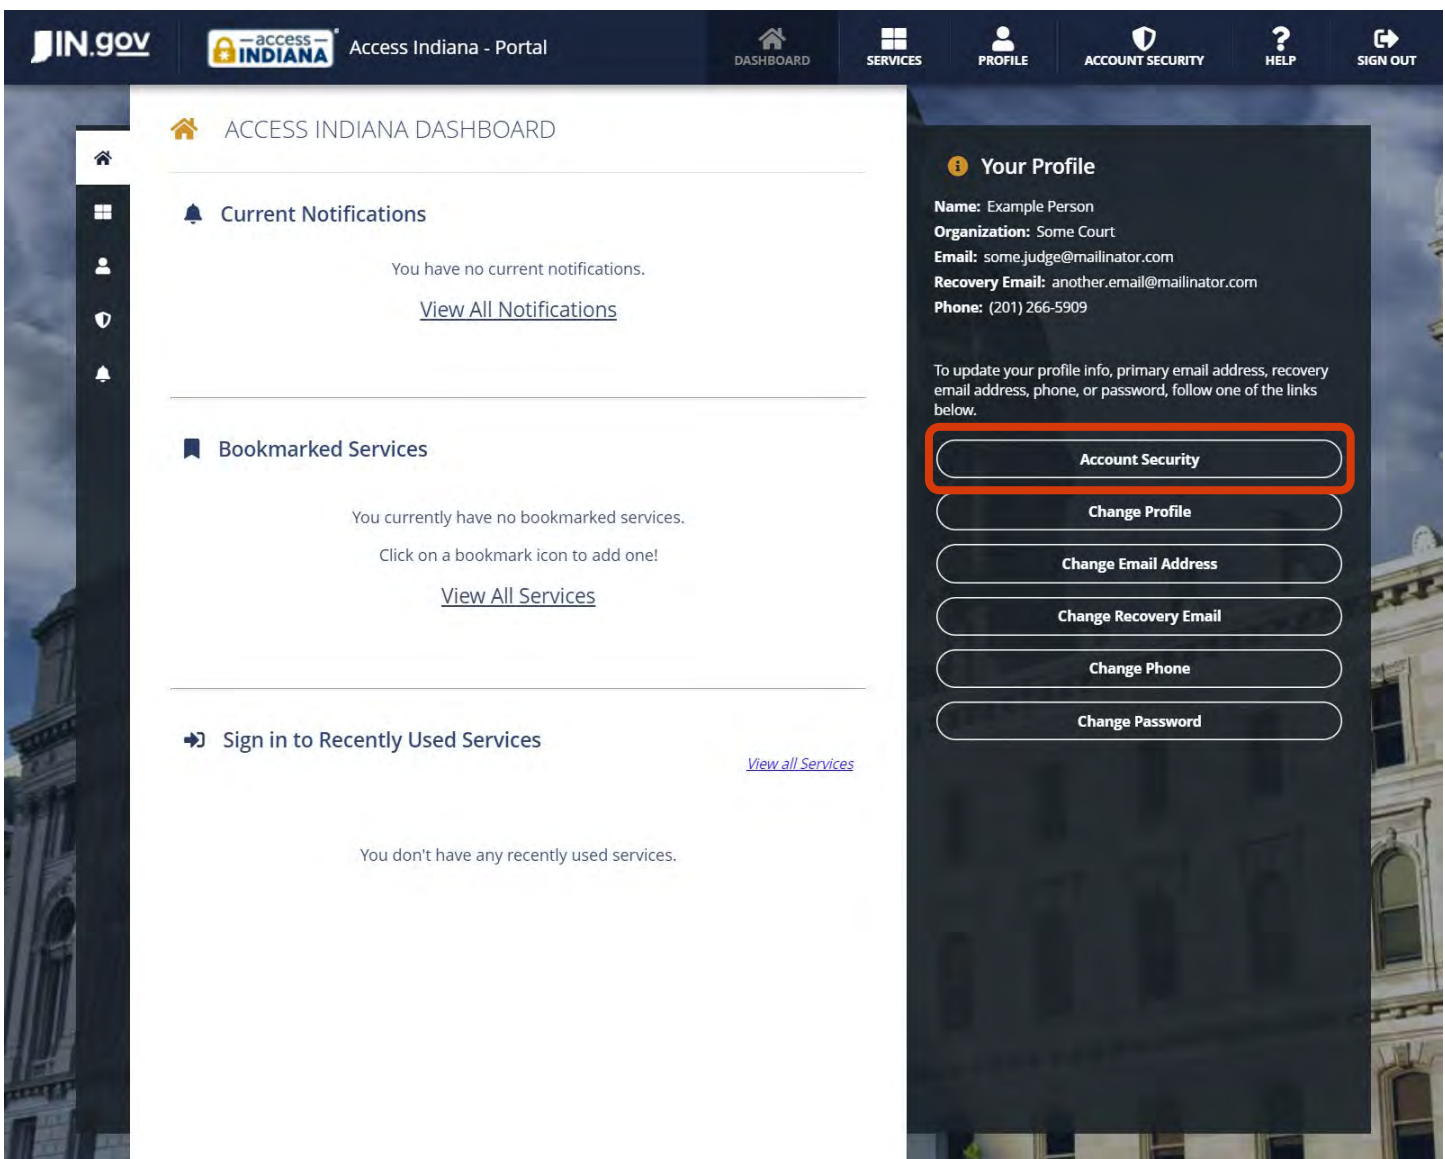 IN.gov
access
INDIANA
Access Indiana - Portal
DASHBOARD
SERVICES
PROFILE
ACCOUNT SECURITY
HELP
SIGN OUT
ACCESS INDIANA DASHBOARD
Current Notifications
You have no current notifications.
View All Notifications
Bookmarked Services
You currently have no bookmarked services.
Click on a bookmark icon to add one!
View All Services
Sign in to Recently Used Services
View all Services
You don't have any recently used services.
Your Profile
Name: Example Person
Organization: Some Court
Email: some.judge@mailinator.com
Recovery Email: another.email@mailinator.com
Phone: (201) 266-5909
To update your profile info, primary email address, recovery
email address, phone, or password, follow one of the links
below.
Account Security
Change Profile
Change Email Address
Change Recovery Email
Change Phone
Change Password